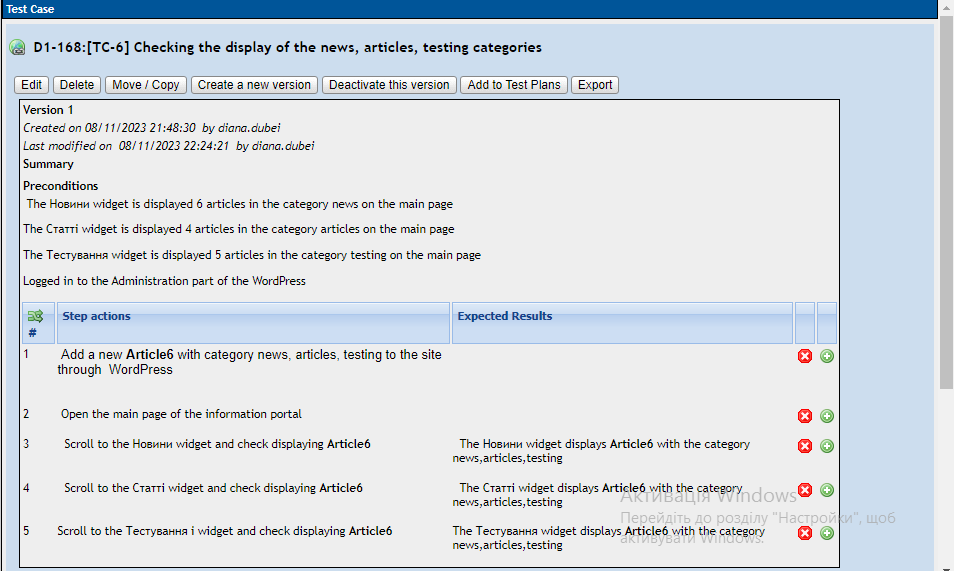 Test Case
D1-168:[TC-6] Checking the display of the news, articles, testing categories
Edit Delete Move / Copy Create a new version Deactivate this version Add to Test Plans Export
Version 1
Created on 08/11/2023 21:48:30 by diana.dubei
Last modified on 08/11/2023 22:24:21 by diana.dubei
Summary
Preconditions
The Новини widget is displayed 6 articles in the category news on the main page
The Статті widget is displayed 4 articles in the category articles on the main page
The Тестування widget is displayed 5 articles in the category testing on the main page
Logged in to the Administration part of the WordPress
# Step actions Expected Results
1 Add a new Article6 with category news, articles, testing to the site
through WordPress
2 Open the main page of the information portal
3 Scroll to the Новини widget and check displaying Article6 The Новини widget displays Article6 with the category
news,articles,testing
4 Scroll to the Статті widget and check displaying Article6 The Статті widget displays Article6 with the category
news,articles,testing
5 Scroll to the Тестування і widget and check displaying Article6 The Тестування widget displays Article6 with the category
news,articles,testing
Активація Windows
Перейдіть до розділу "Настройки", щоб
активувати Windows.